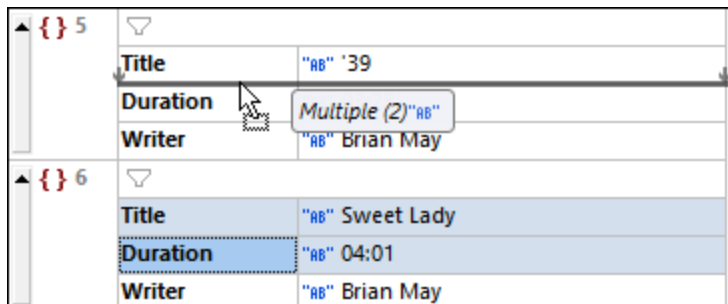 { } 5
Title "AB" '39
Duration
Multiple (2)"AB"
Writer "AB" Brian May
{ } 6
Title "AB" Sweet Lady
Duration "AB" 04:01
Writer "AB" Brian May